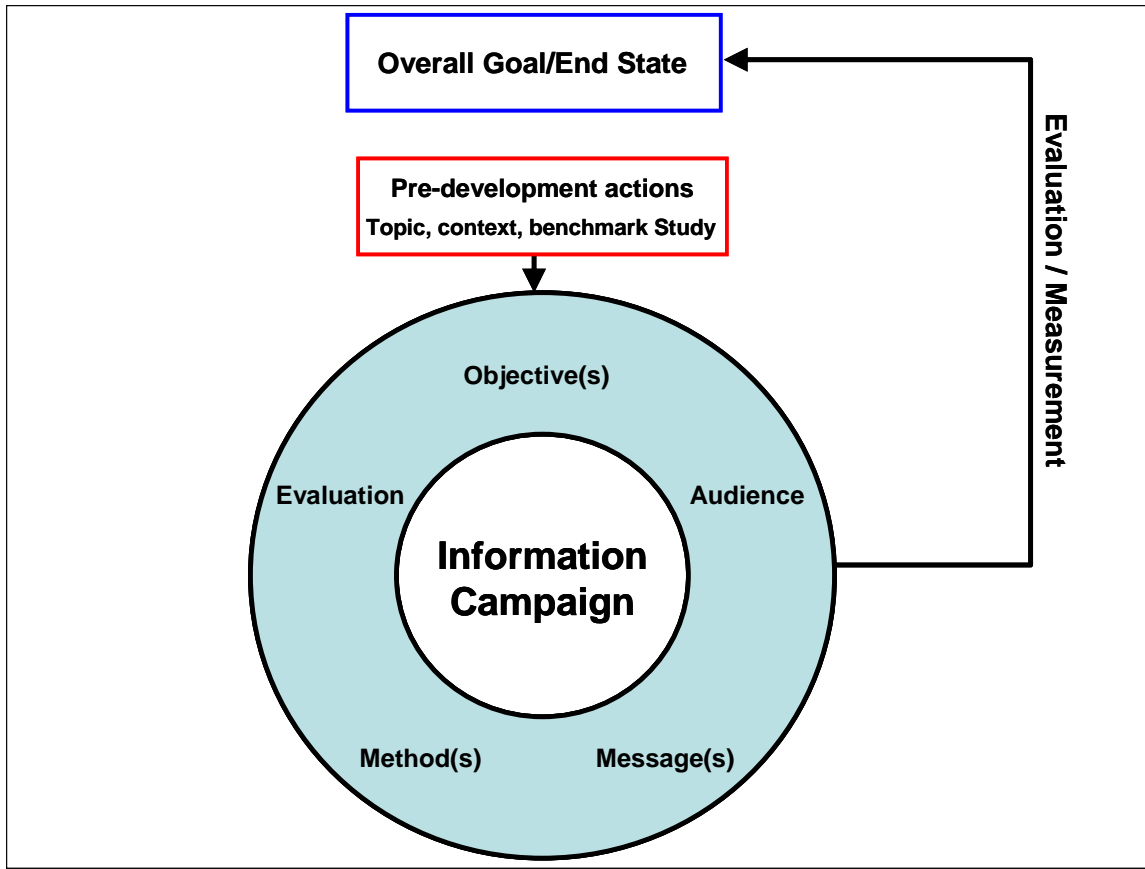 Overall Goal/End State
Pre-development actions
Topic, context, benchmark Study
Evaluation / Measurement
Objective(s)
Evaluation
Audience
Information
Campaign
Method(s)
Message(s)